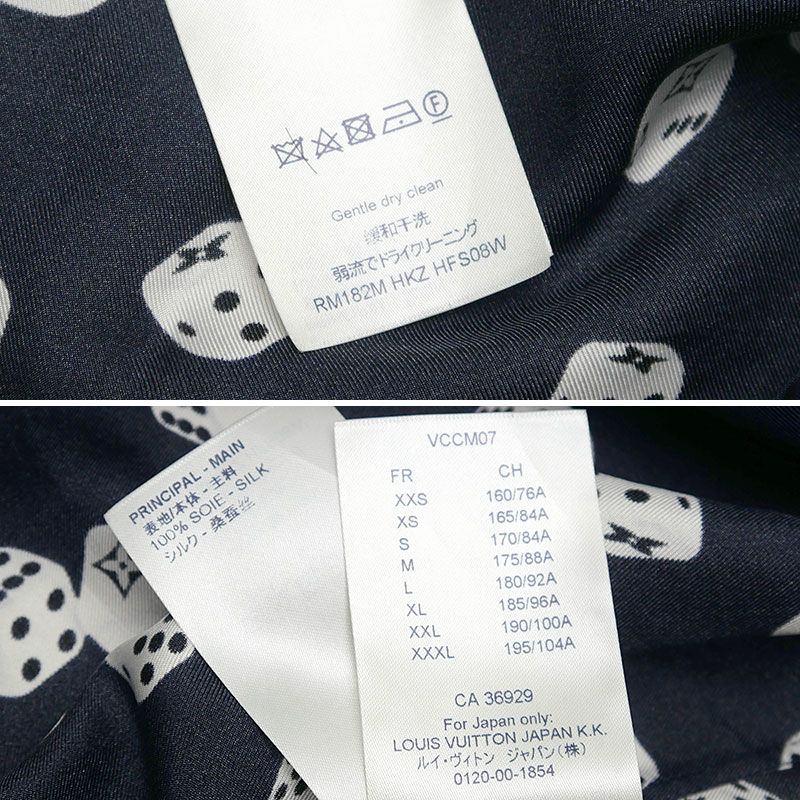 Gentle dry clean
缓和干洗
弱流でドライクリーニング
RM182M HKZ HFS08W
PRINCIPAL - MAIN
表地/本体 - 主料
100% SOIE - SILK
シルク - 桑蚕丝
VCCM07
FR CH
XXS 160/76A
XS 165/84A
S 170/84A
M 175/88A
L 180/92A
XL 185/96A
XXL 190/100A
XXXL 195/104A
CA 36929
For Japan only:
LOUIS VUITTON JAPAN K.K.
ルイ・ヴィトン ジャパン(株)
0120-00-1854